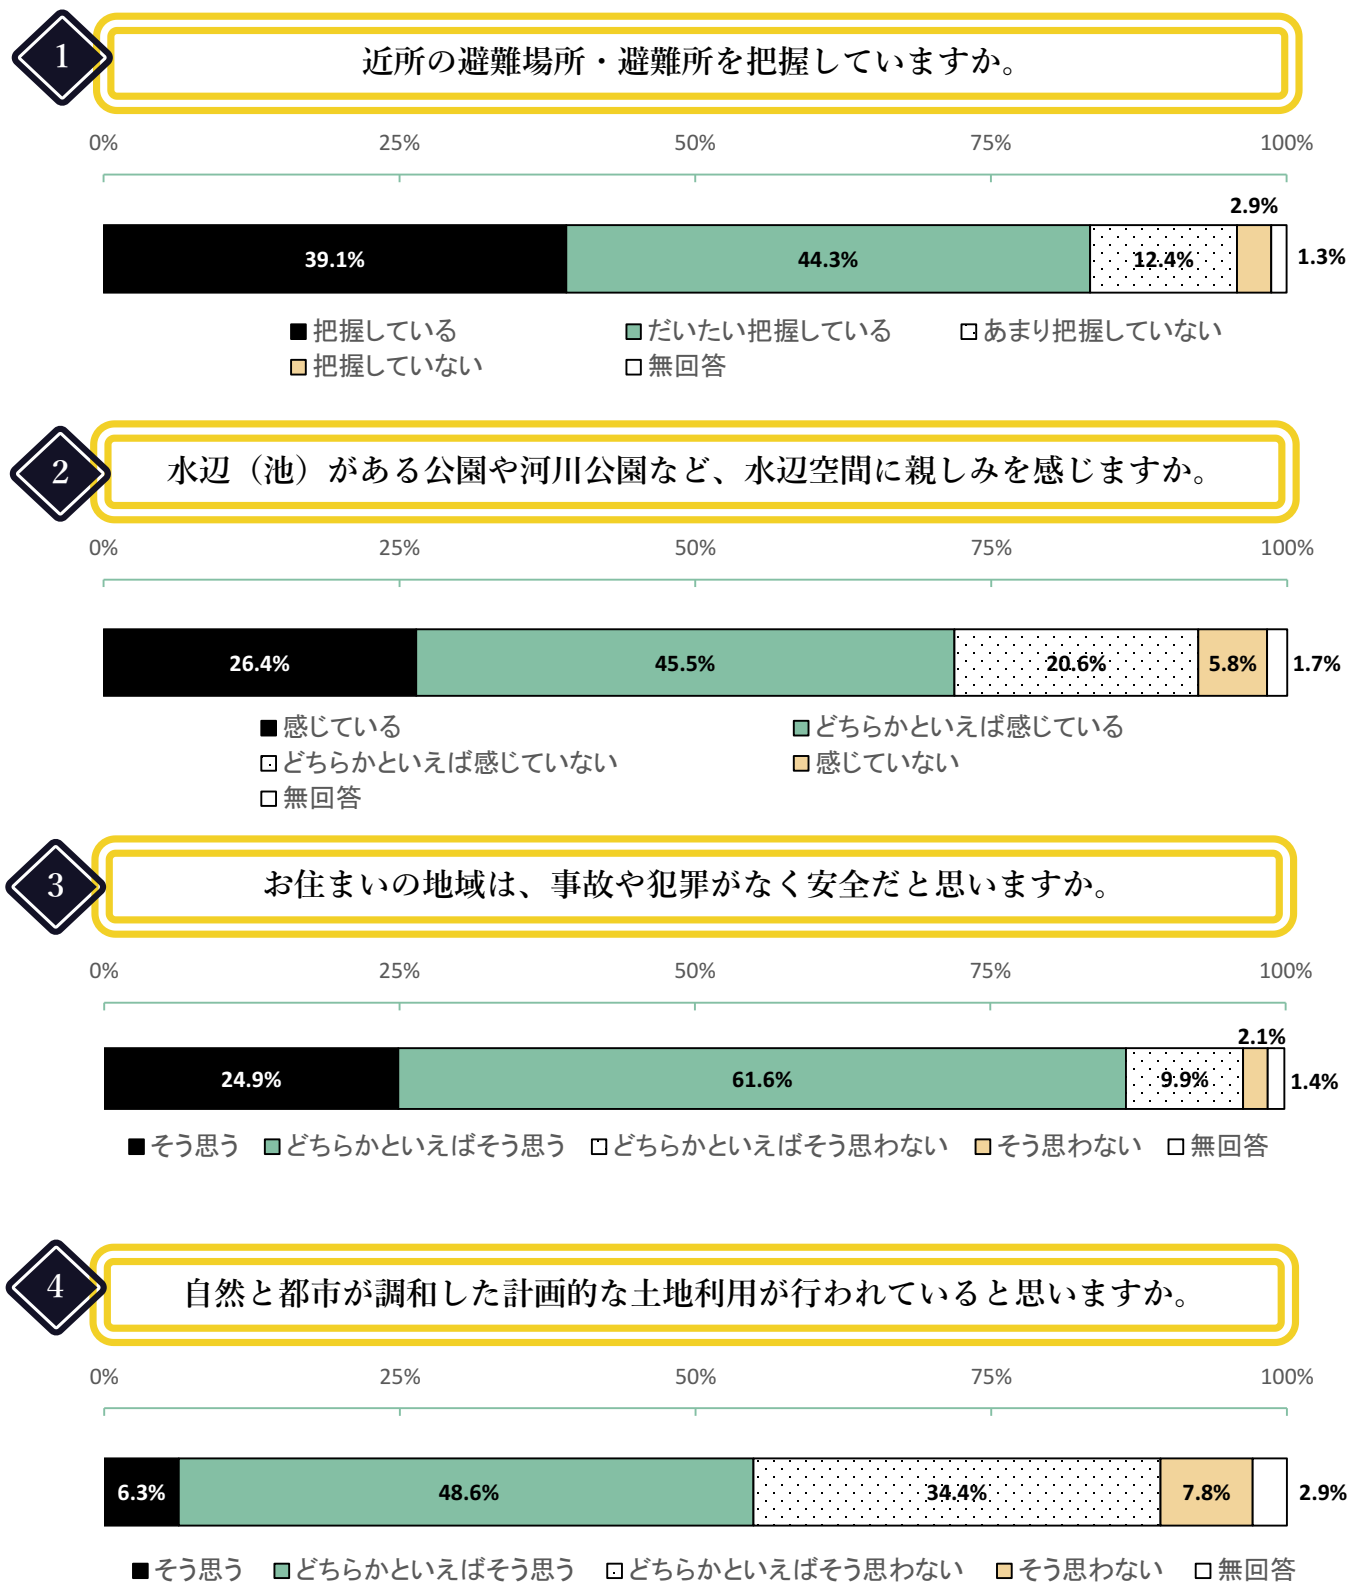 1
近所の避難場所・避難所を把握していますか。
0% 25% 50% 75% 100%
2.9%
39.1% 44.3% 12.4% 1.3%
把握している だいたい把握している あまり把握していない
把握していない 無回答
2
水辺（池）がある公園や河川公園など、水辺空間に親しみを感じますか。
0% 25% 50% 75% 100%
26.4% 45.5% 20.6% 5.8% 1.7%
感じている どちらかといえば感じている
どちらかといえば感じていない 感じていない
無回答
3
お住まいの地域は、事故や犯罪がなく安全だと思いますか。
0% 25% 50% 75% 100%
2.1%
24.9% 61.6% 9.9% 1.4%
そう思う どちらかといえばそう思う どちらかといえばそう思わない そう思わない 無回答
4
自然と都市が調和した計画的な土地利用が行われていると思いますか。
0% 25% 50% 75% 100%
6.3% 48.6% 34.4% 7.8% 2.9%
そう思う どちらかといえばそう思う どちらかといえばそう思わない そう思わない 無回答